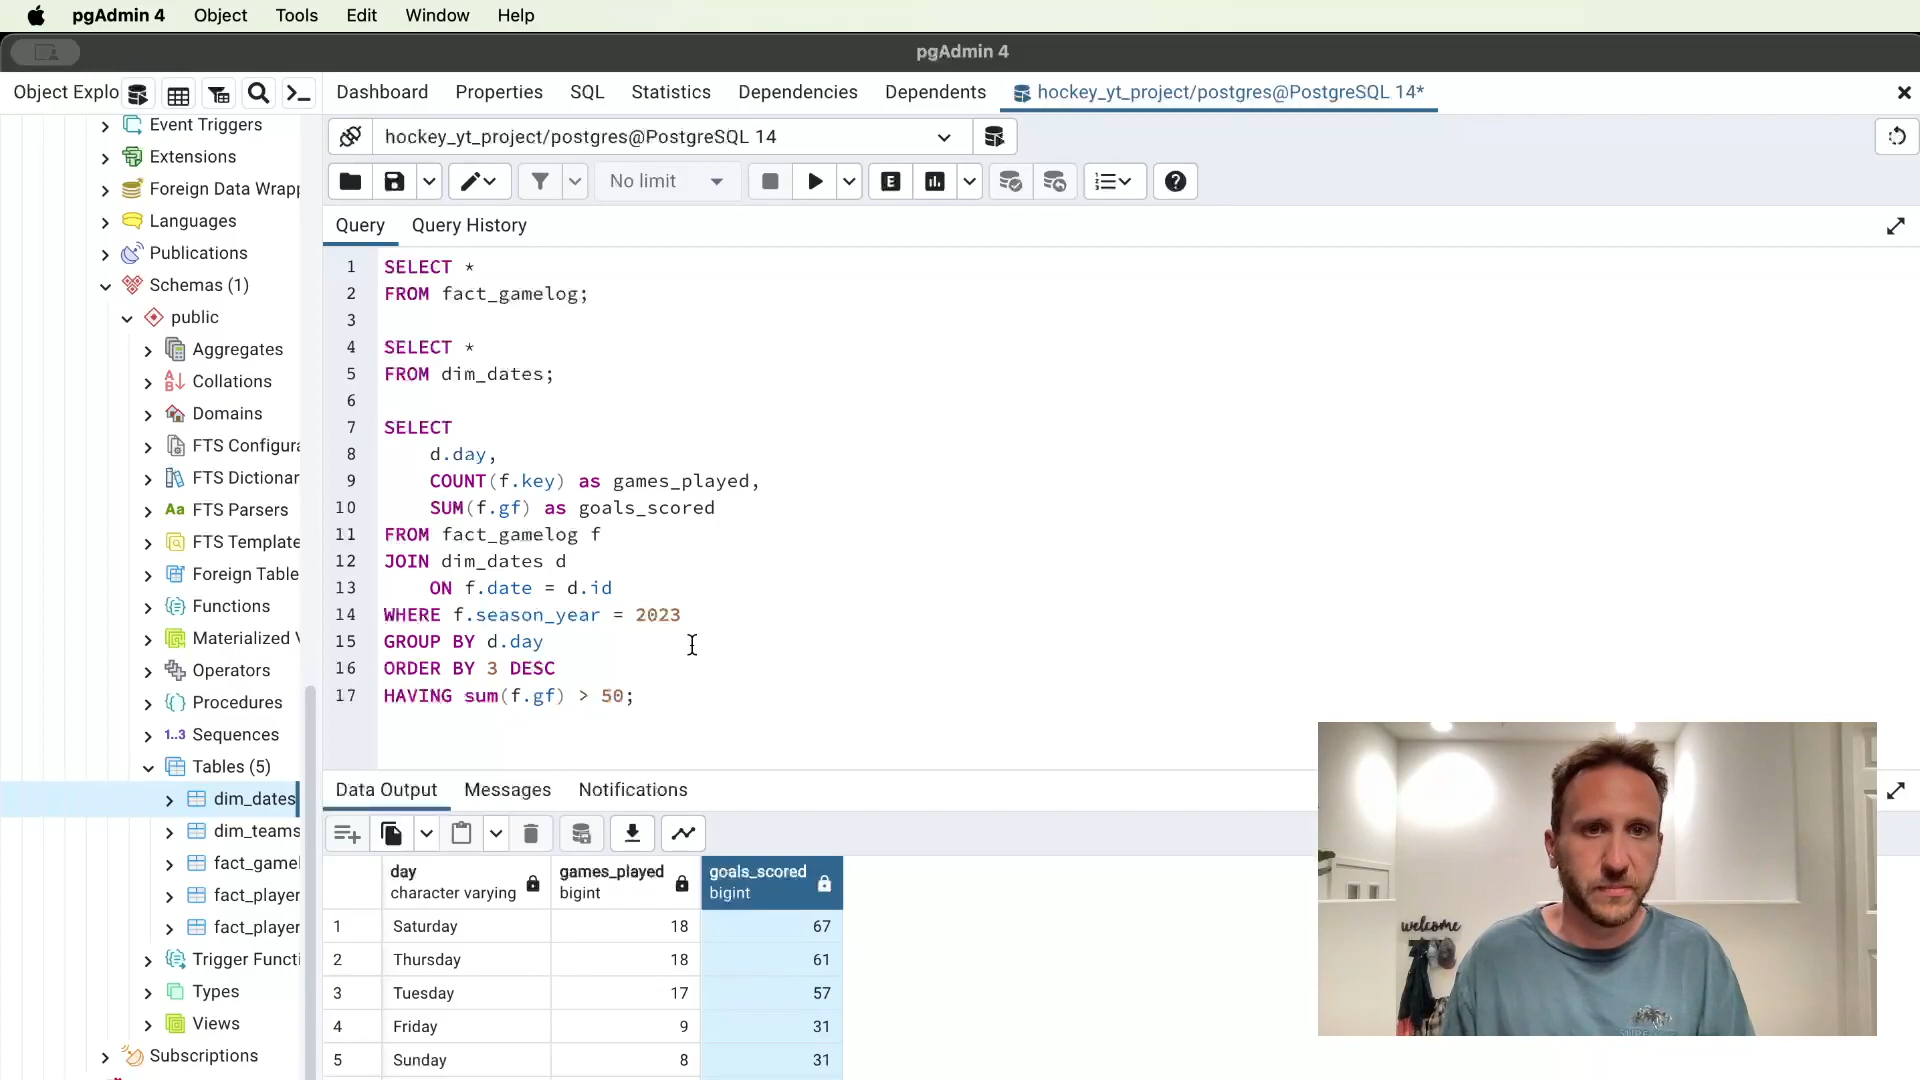 pgAdmin 4 Object Tools Edit Window Help
pgAdmin 4
Object Explo
Dashboard Properties SQL Statistics Dependencies Dependents hockey_yt_project/postgres@PostgreSQL 14*
Event Triggers
Extensions
Foreign Data Wrapp
Languages
Publications
Schemas (1)
public
Aggregates
Collations
Domains
FTS Configura
FTS Dictionar
Aa FTS Parsers
FTS Template
Foreign Table
Functions
Materialized V
Operators
Procedures
1..3 Sequences
Tables (5)
dim_dates
dim_teams
fact_gamel
fact_player
fact_player
Trigger Functi
Types
Views
Subscriptions
hockey_yt_project/postgres@PostgreSQL 14
No limit
E
Query Query History
1 SELECT *
2 FROM fact_gamelog;
3
4 SELECT *
5 FROM dim_dates;
6
7 SELECT
8 d.day,
9 COUNT(f.key) as games_played,
10 SUM(f.gf) as goals_scored
11 FROM fact_gamelog f
12 JOIN dim_dates d
13 ON f.date = d.id
14 WHERE f.season_year = 2023
15 GROUP BY d.day
16 ORDER BY 3 DESC
17 HAVING sum(f.gf) > 50;
Data Output Messages Notifications
day games_played goals_scored
character varying bigint bigint
1 Saturday 18 67
2 Thursday 18 61
3 Tuesday 17 57
4 Friday 9 31
5 Sunday 8 31
welcome